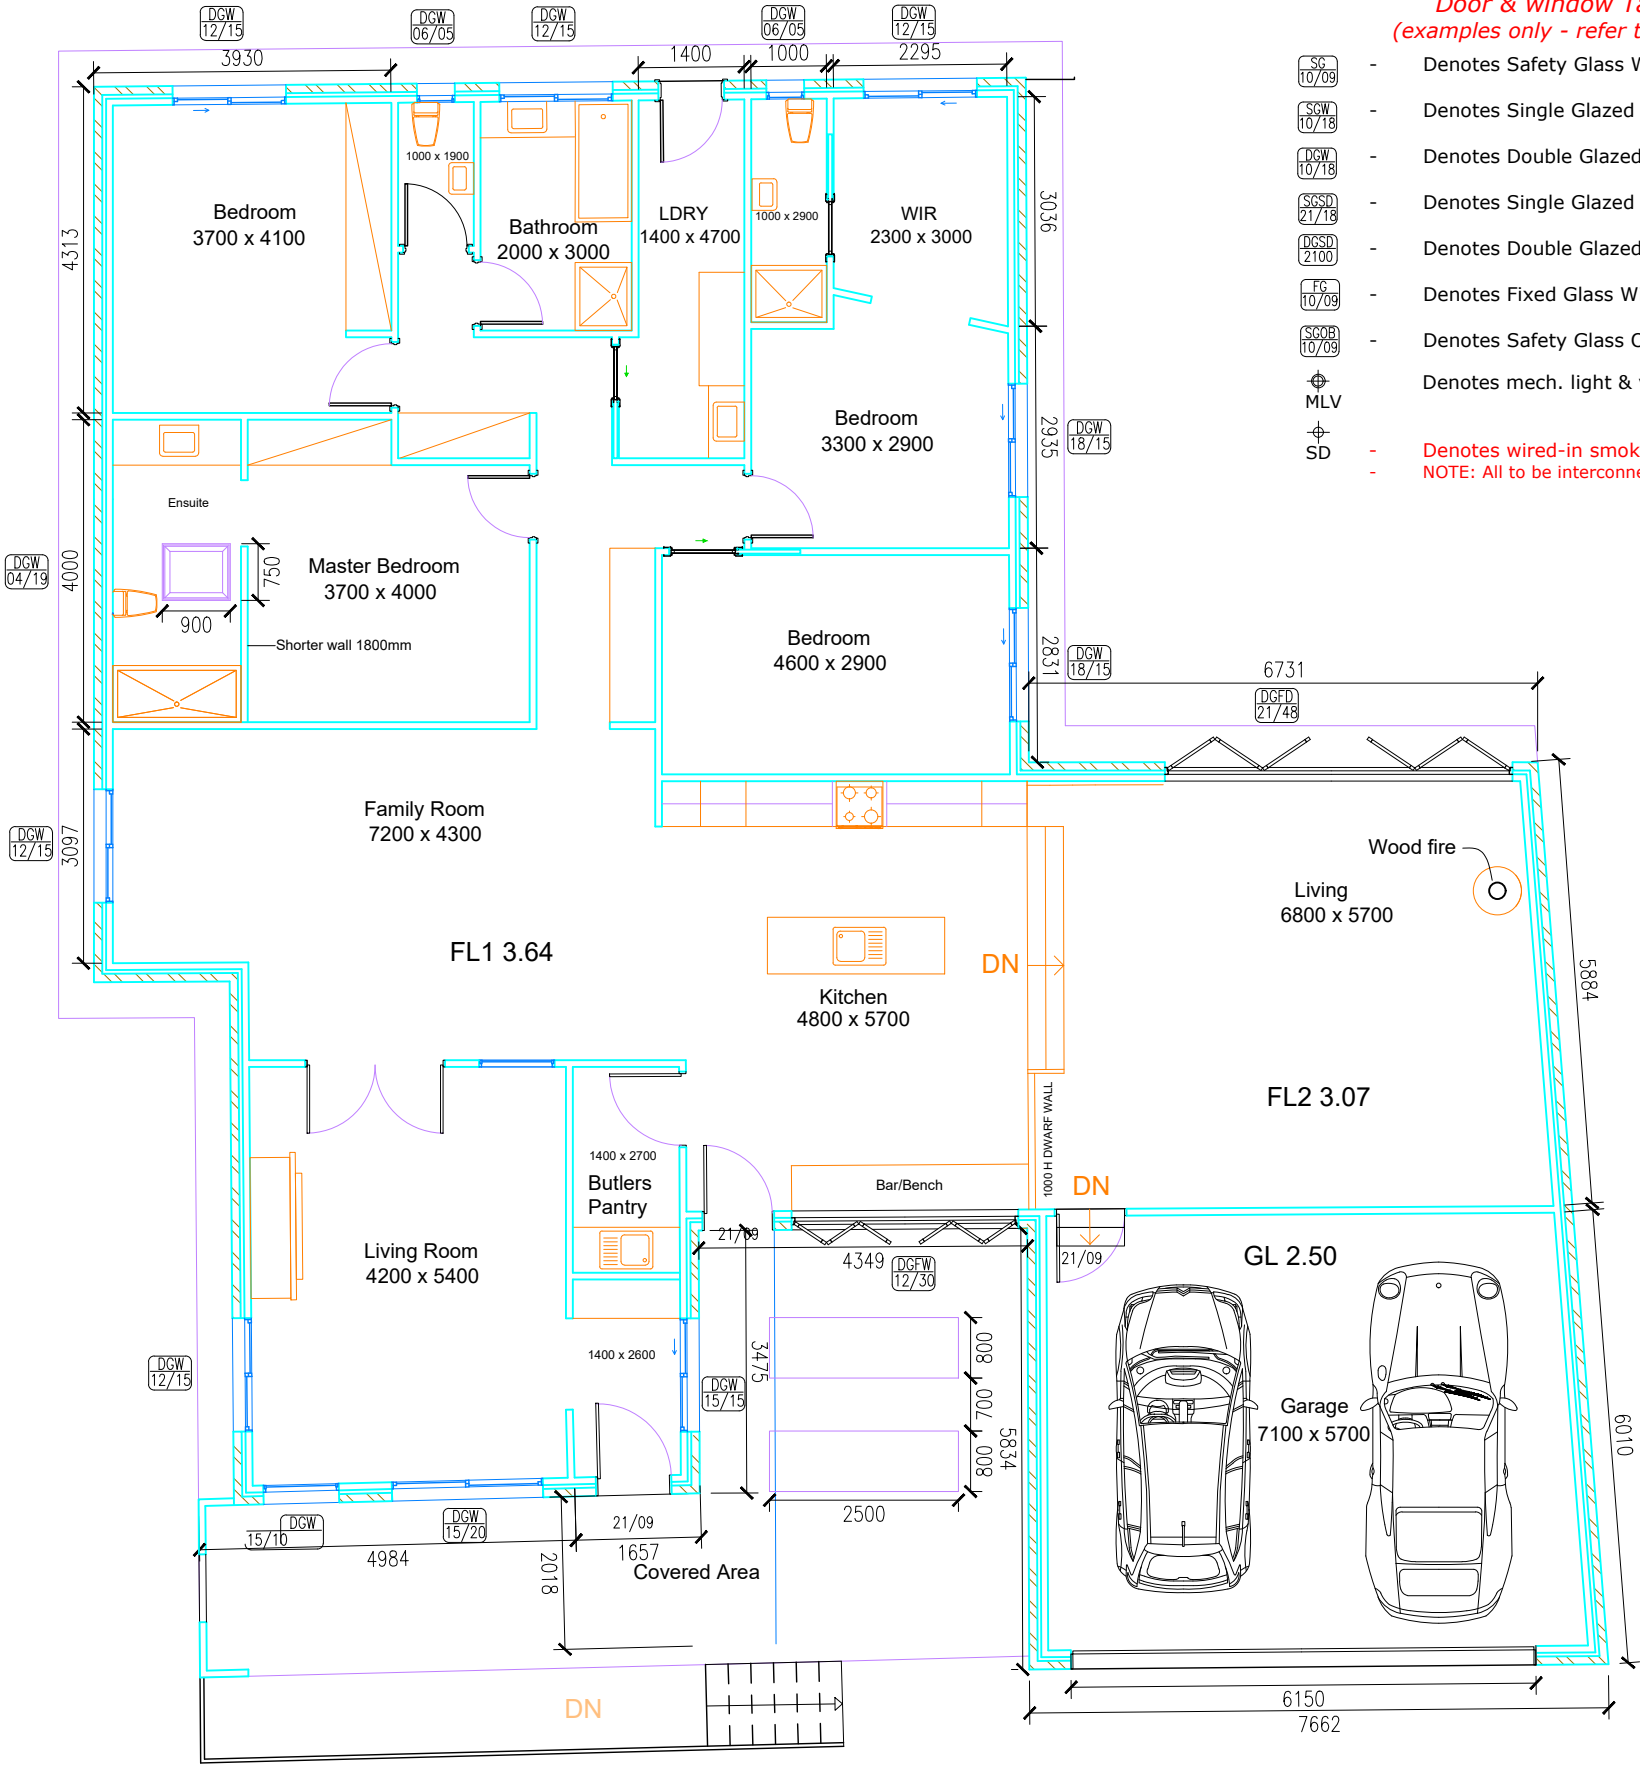 Door & Window Ta
(examples only - refer t
SG
10/09
-
Denotes Safety Glass W
SGW
10/18
-
Denotes Single Glazed
DGW
10/18
-
Denotes Double Glazed
SGSD
21/18
-
Denotes Single Glazed
DGSD
2100
-
Denotes Double Glazed
FG
10/09
-
Denotes Fixed Glass W
SGOB
10/09
-
Denotes Safety Glass O
MLV
Denotes mech. light &
SD
-
Denotes wired-in smok
-
NOTE: All to be interconne
DGW
12/15
DGW
06/05
DGW
12/15
DGW
06/05
DGW
12/15
3930
1400
1000
2295
1000 x 1900
Bedroom
3700 x 4100
Bathroom
2000 x 3000
LDRY
1400 x 4700
1000 x 2900
WIR
2300 x 3000
4313
3036
Bedroom
3300 x 2900
2935
DGW
18/15
Ensuite
DGW
04/19
4000
750
900
Master Bedroom
3700 x 4000
Shorter wall 1800mm
Bedroom
4600 x 2900
2831
DGW
18/15
6731
DGFD
21/48
Family Room
7200 x 4300
DGW
12/15
3097
Wood fire
Living
6800 x 5700
FL1 3.64
DN
Kitchen
4800 x 5700
5884
1000 H DWARF WALL
FL2 3.07
DN
1400 x 2700
Butlers
Pantry
Bar/Bench
21/09
4349
DGFW
12/30
21/09
GL 2.50
Living Room
4200 x 5400
1400 x 2600
DGW
12/15
DGW
15/15
3475
800
700
800
5834
2500
Garage
7100 x 5700
6010
DGW
15/10
DGW
15/20
21/09
4984
1657
2018
Covered Area
DN
6150
7662